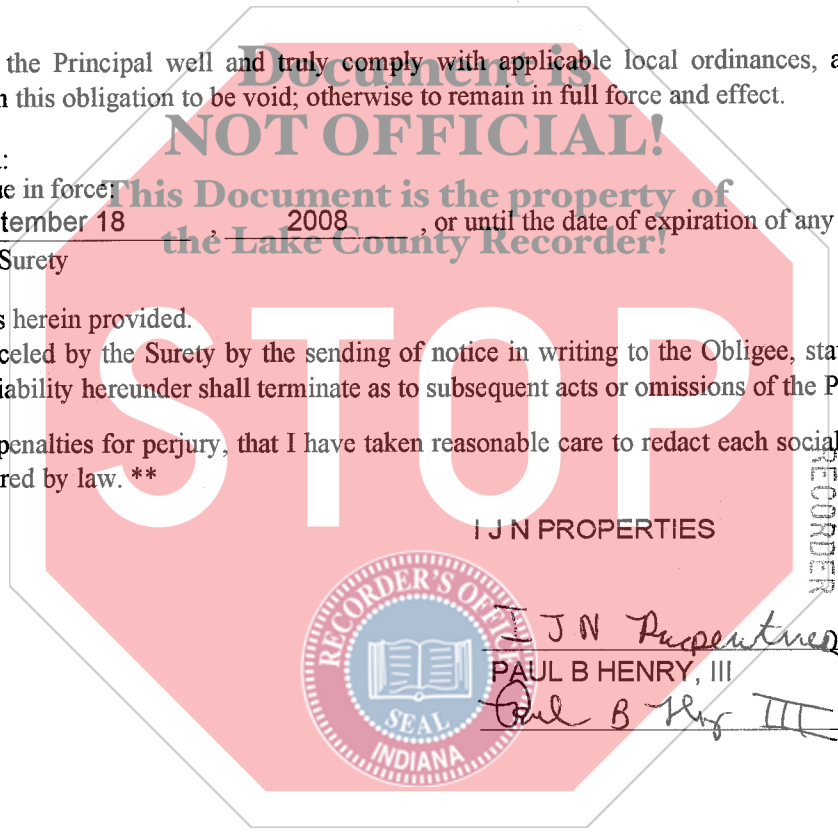 the Principal well and truly comply with applicable local ordinances, a
Document is
n this obligation to be void; otherwise to remain in full force and effect.
NOT OFFICIAL!
:
e in force:
This Document is the property of
tember 18 , 2008 , or until the date of expiration of any
the Lake County Recorder!
Surety
s herein provided.
celed by the Surety by the sending of notice in writing to the Obligee, sta
iability hereunder shall terminate as to subsequent acts or omissions of the P
STOP
penalties for perjury, that I have taken reasonable care to redact each social
red by law. **
RECORDER
I J N PROPERTIES
RECORDER'S OFFICE
I J N Properties
PAUL B HENRY, III
Paul B Henry III
SEAL
INDIANA